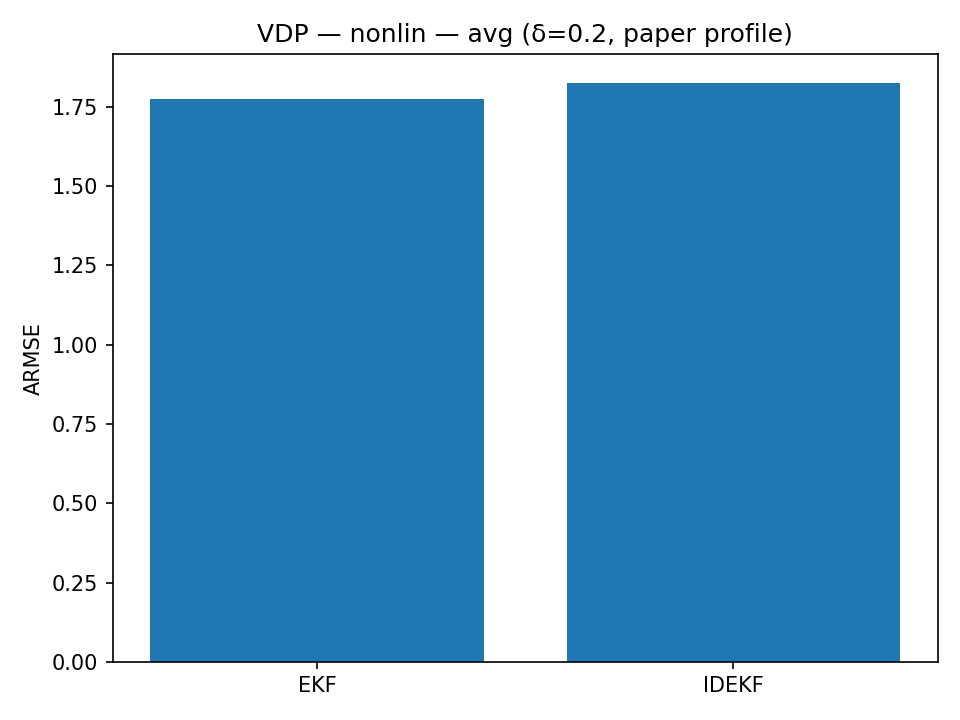 VDP — nonlin — avg (δ=0.2, paper profile)
ARMSE
1.75
1.50
1.25
1.00
0.75
0.50
0.25
0.00
EKF
IDEKF